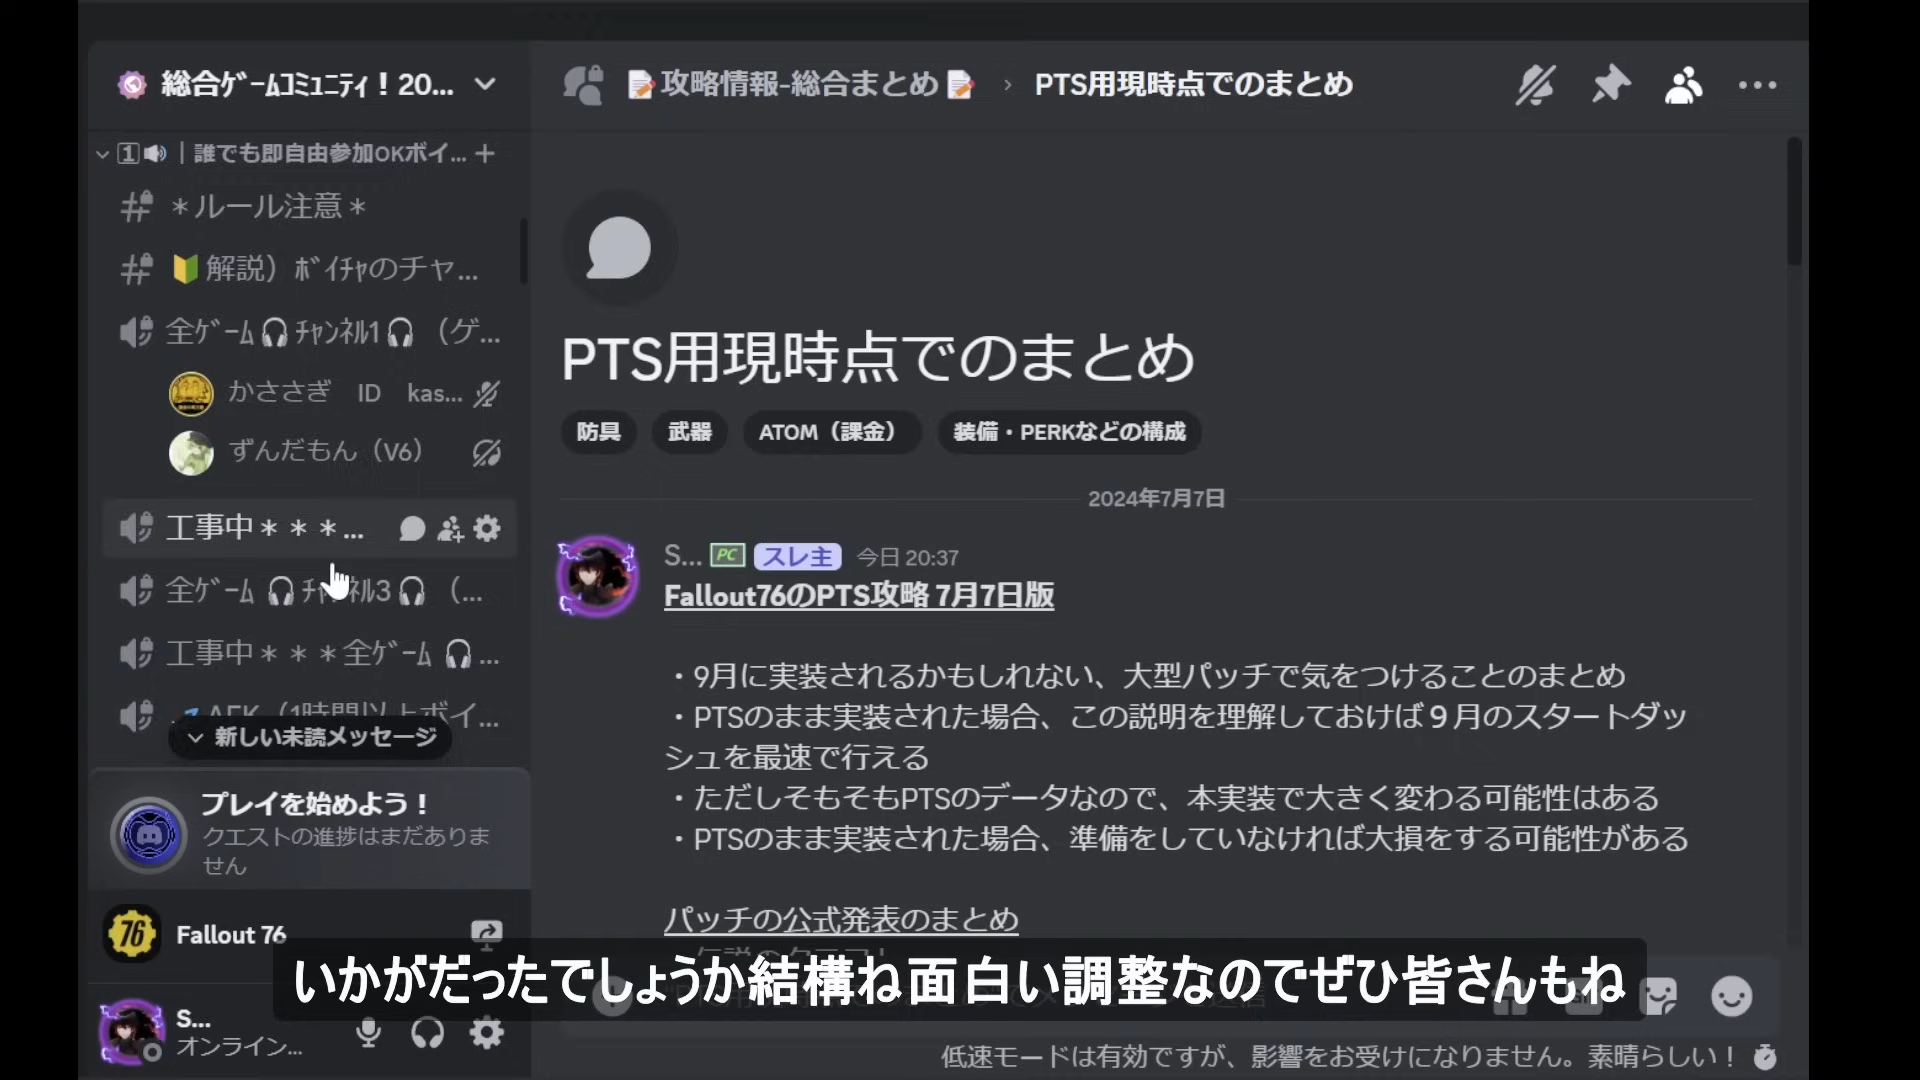 総合ｹﾞｰﾑｺﾐｭﾆﾃｨ！20...
攻略情報-総合まとめ
PTS用現時点でのまとめ
1 | 誰でも即自由参加OKボイ...
＊ルール注意＊
解説）ﾎﾞｲﾁｬのチャ...
全ｹﾞｰﾑ ﾁｬﾝﾈﾙ1 （ゲ...
かささぎ ID kas...
ずんだもん（V6）
工事中＊＊＊...
全ｹﾞｰﾑ ﾁｬﾝﾈﾙ3 （...
工事中＊＊＊全ｹﾞｰﾑ ...
AFK（1時間以上ボイ...
新しい未読メッセージ
プレイを始めよう！
クエストの進捗はまだありま
せん
76
Fallout 76
S...
オンライン...
PTS用現時点でのまとめ
防具
武器
ATOM（課金）
装備・PERKなどの構成
2024年7月7日
S... PC スレ主 今日 20:37
Fallout76のPTS攻略 7月7日版
・9月に実装されるかもしれない、大型パッチで気をつけることのまとめ
・PTSのまま実装された場合、この説明を理解しておけば９月のスタートダッ
シュを最速で行える
・ただしそもそもPTSのデータなので、本実装で大きく変わる可能性はある
・PTSのまま実装された場合、準備をしていなければ大損をする可能性がある
パッチの公式発表のまとめ
いかがだったでしょうか結構ね面白い調整なのでぜひ皆さんもね
低速モードは有効ですが、影響をお受けになりません。素晴らしい！